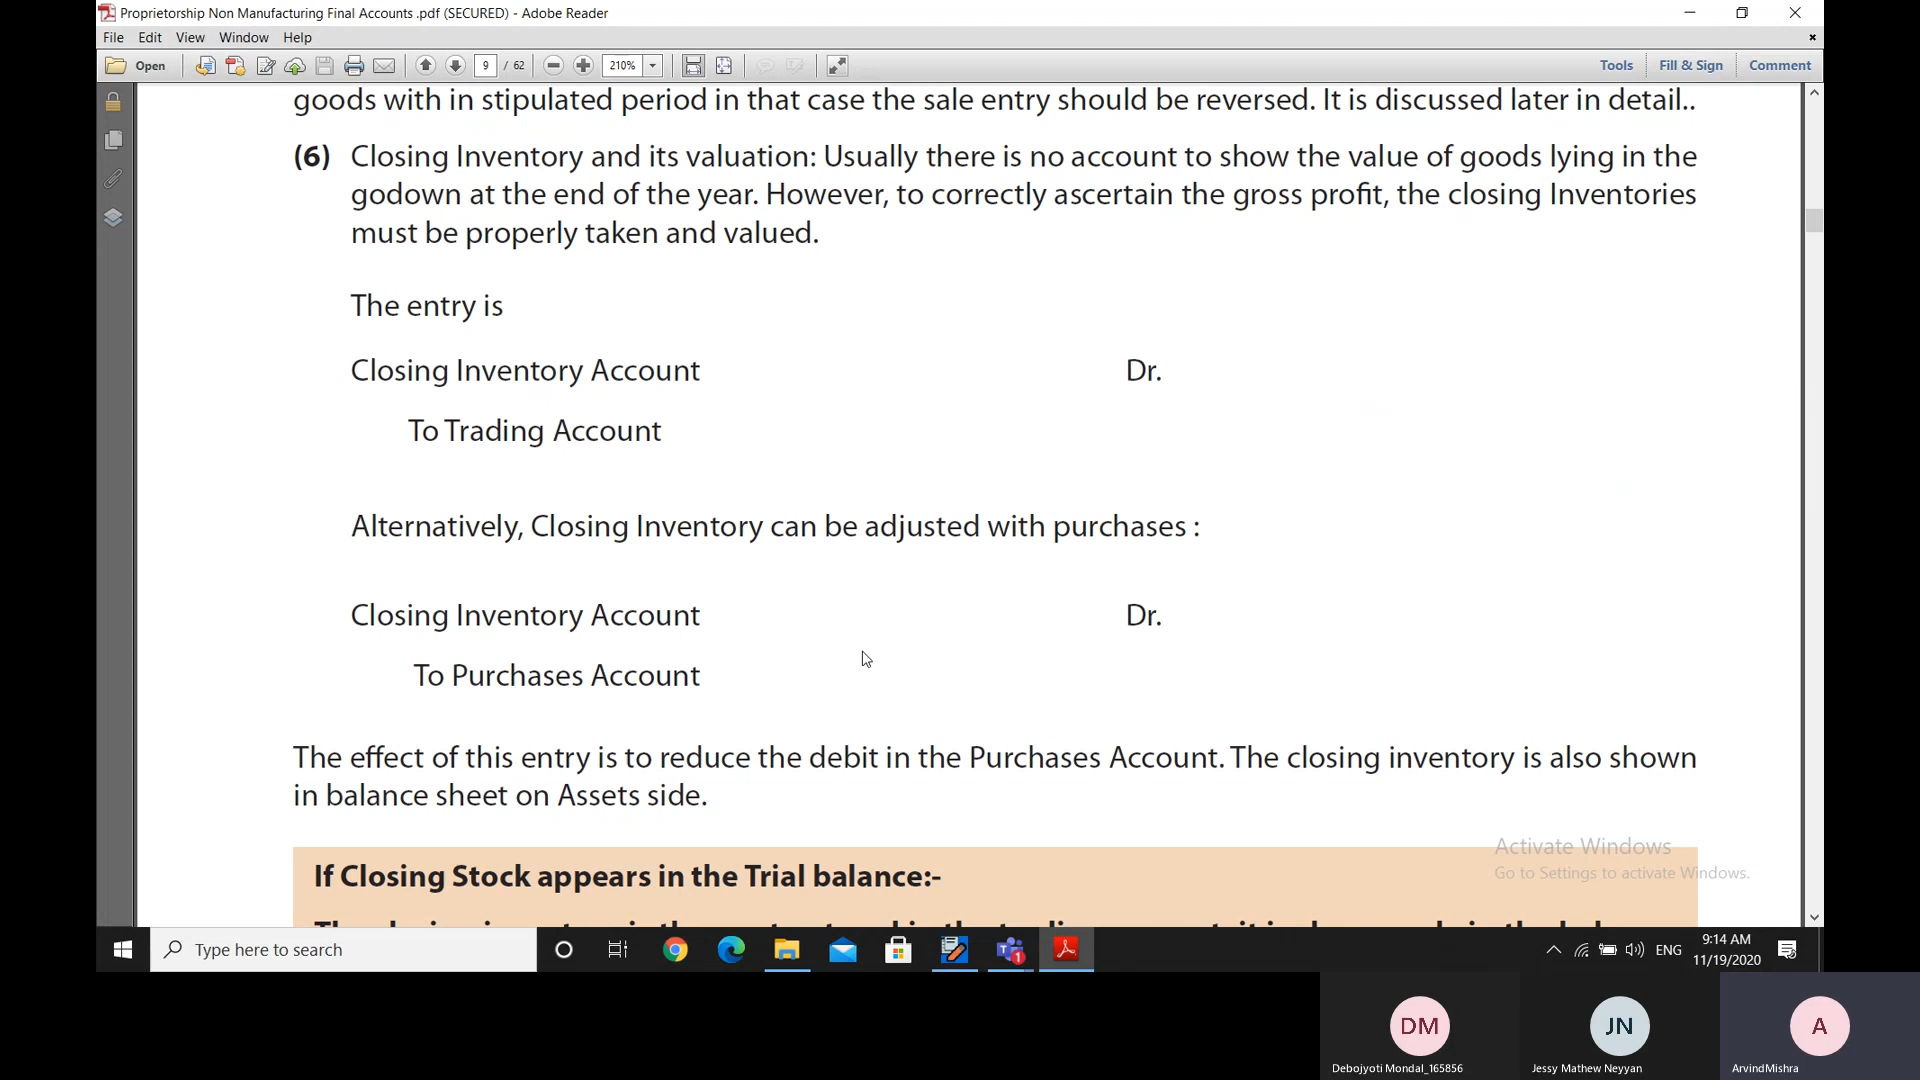 Proprietorship Non Manufacturing Final Accounts .pdf (SECURED) - Adobe Reader
File Edit View Window Help
Open 9 / 62 210% Tools Fill & Sign Comment
goods with in stipulated period in that case the sale entry should be reversed. It is discussed later in detail..
(6) Closing Inventory and its valuation: Usually there is no account to show the value of goods lying in the
godown at the end of the year. However, to correctly ascertain the gross profit, the closing Inventories
must be properly taken and valued.
The entry is
Closing Inventory Account Dr.
To Trading Account
Alternatively, Closing Inventory can be adjusted with purchases :
Closing Inventory Account Dr.
To Purchases Account
The effect of this entry is to reduce the debit in the Purchases Account. The closing inventory is also shown
in balance sheet on Assets side.
Activate Windows
Go to Settings to activate Windows.
If Closing Stock appears in the Trial balance:-
Type here to search
1
ENG
9:14 AM
11/19/2020
DM
JN
A
Debojyoti Mondal_165856
Jessy Mathew Neyyan
ArvindMishra